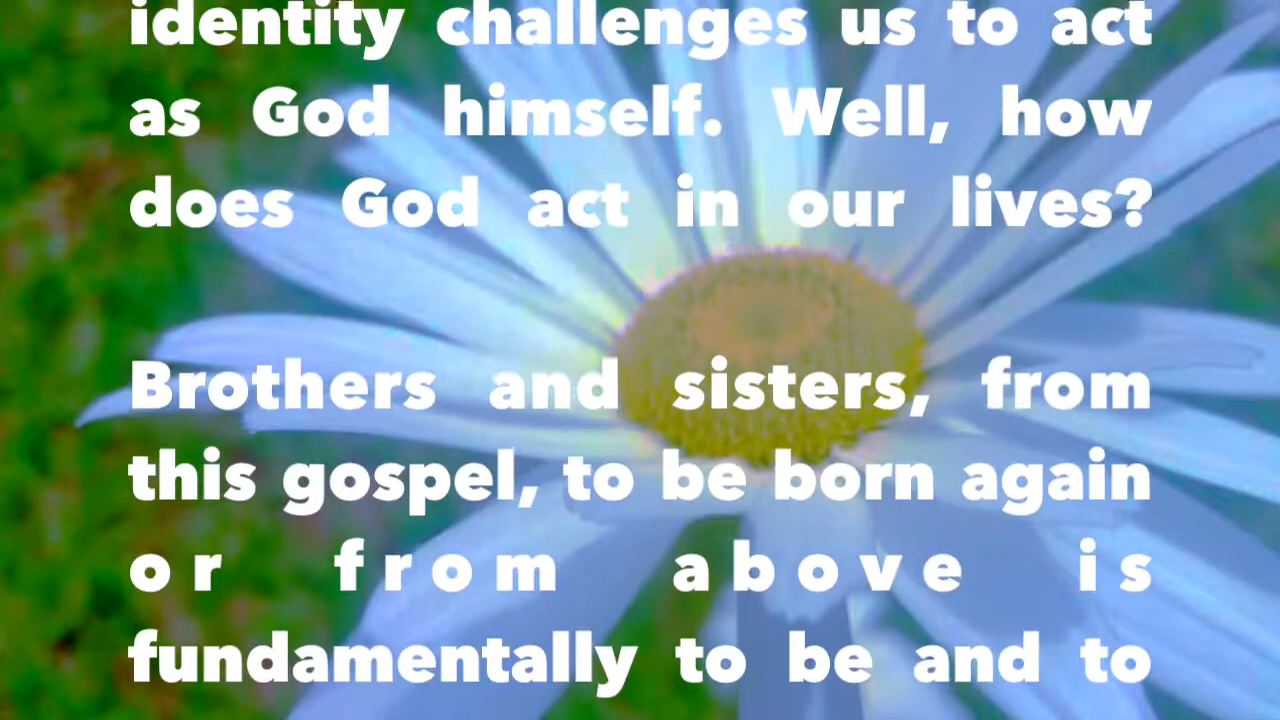 identity challenges us to act
as God himself. Well, how
does God act in our lives?
Brothers and sisters, from
this gospel, to be born again
or from above is
fundamentally to be and to